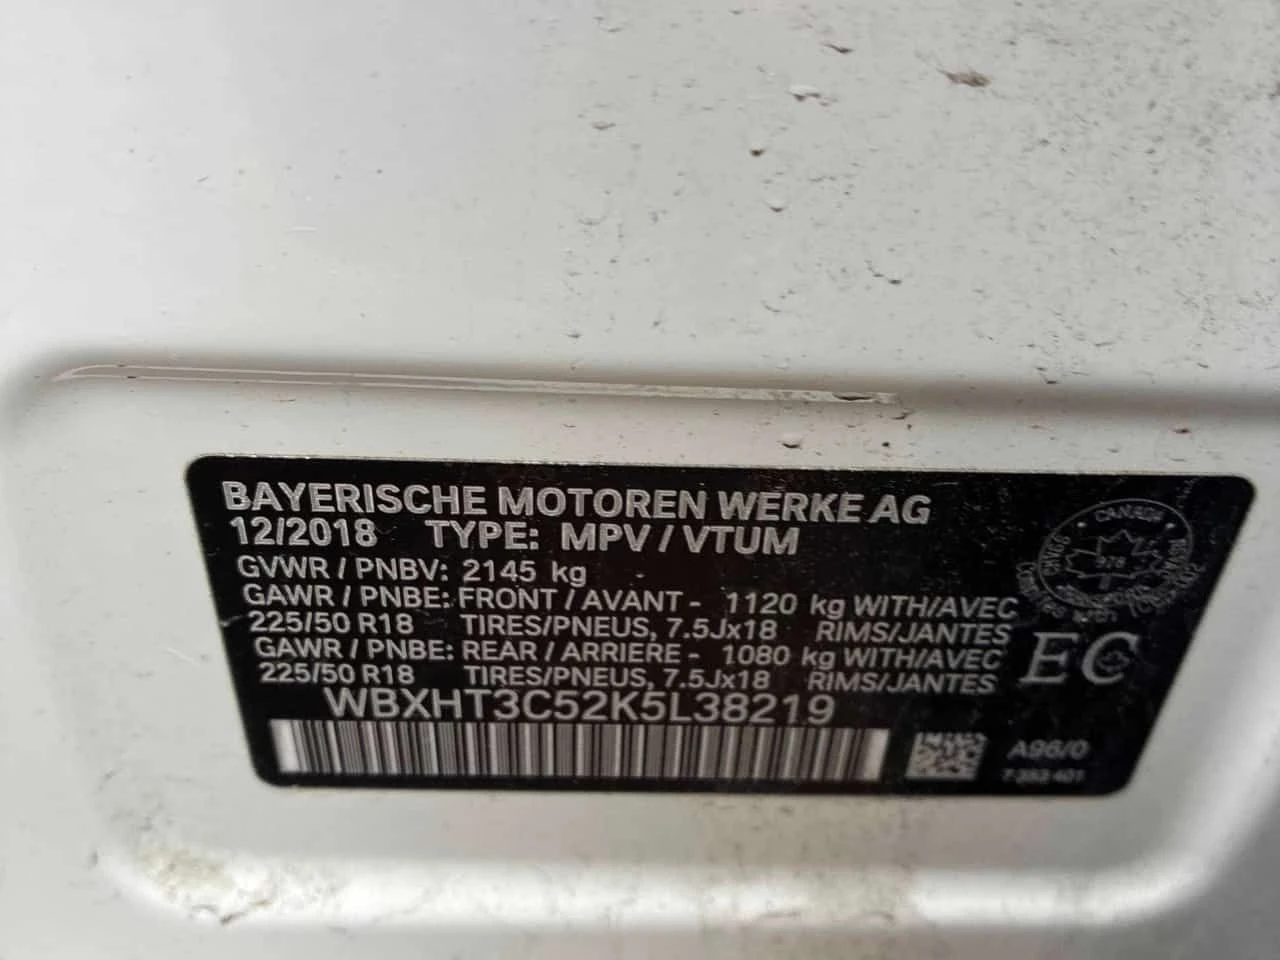 BAYERISCHE MOTOREN WERKE AG
12/2018 TYPE: MPV / VTUM
GVWR / PNBV: 2145 kg
GAWR / PNBE: FRONT / AVANT - 1120 kg WITH/AVEC
225/50 R18 TIRES/PNEUS, 7.5Jx18 RIMS/JANTES
GAWR / PNBE: REAR / ARRIERE - 1080 kg WITH/AVEC
225/50 R18 TIRES/PNEUS, 7.5Jx18 RIMS/JANTES
WBXHT3C52K5L38219
CANADA
978
EC
A96/0